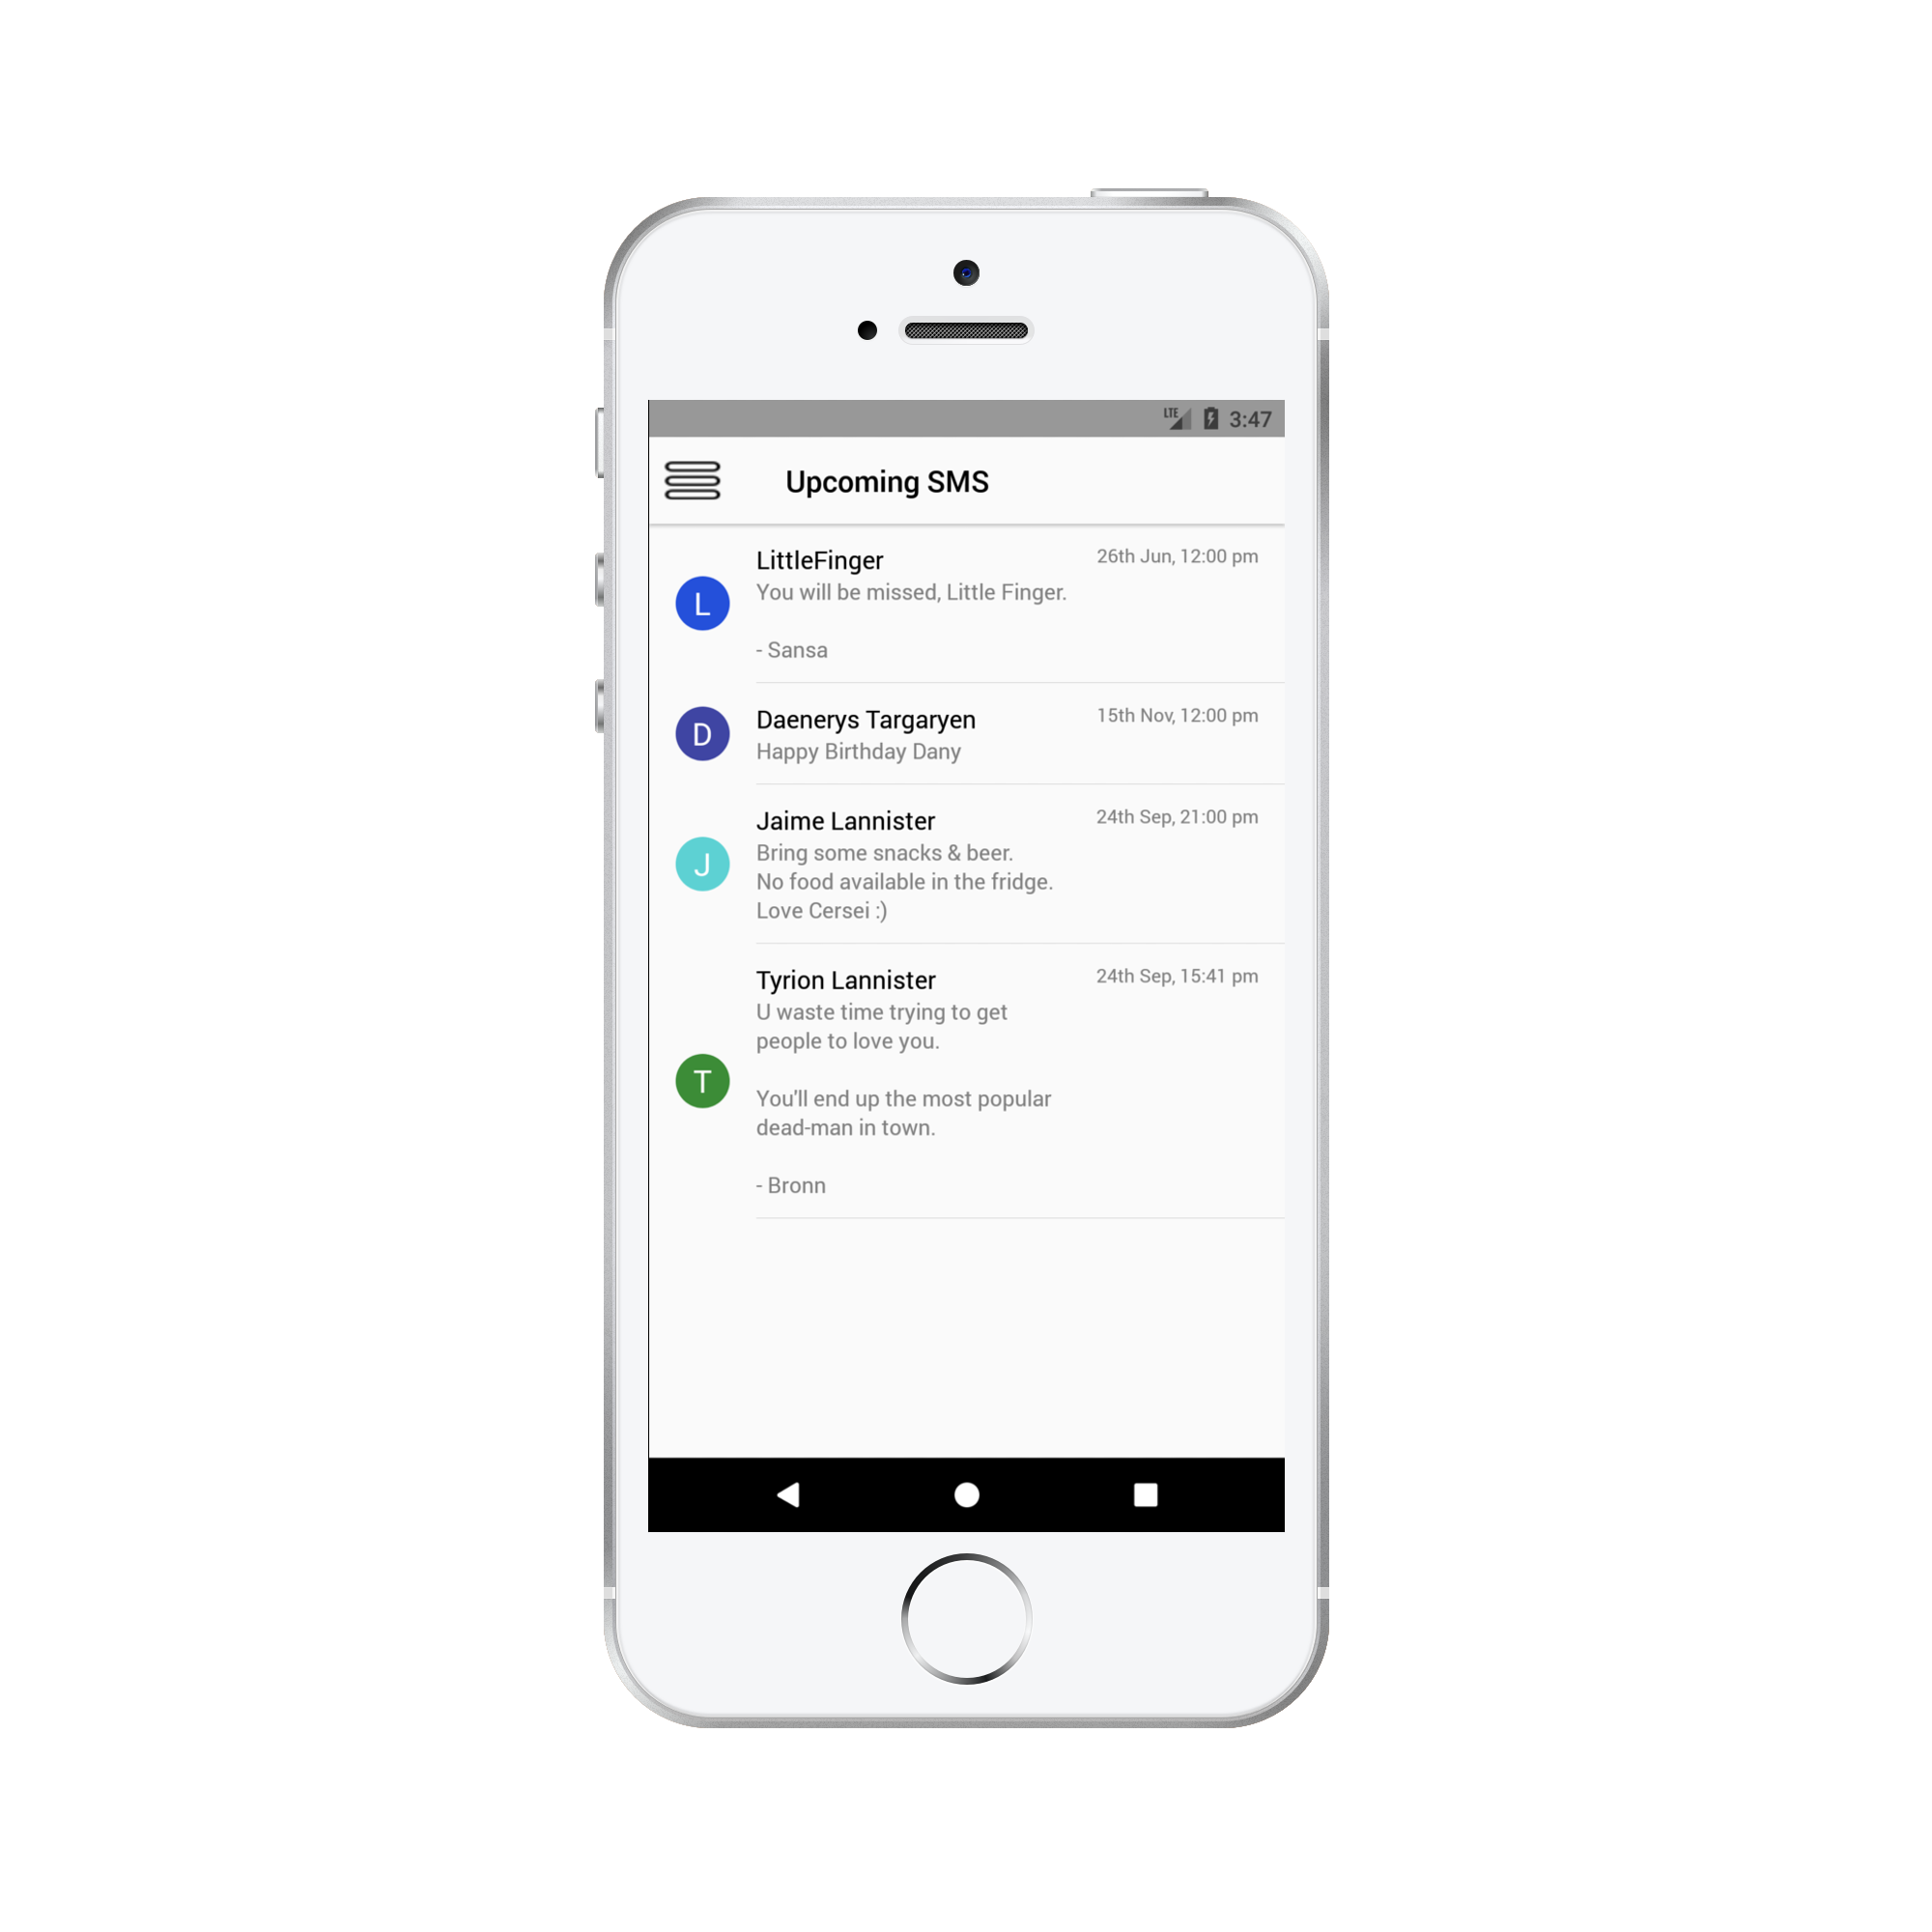 LTE 3:47
Upcoming SMS
LittleFinger 26th Jun, 12:00 pm
L
You will be missed, Little Finger.
- Sansa
Daenerys Targaryen 15th Nov, 12:00 pm
D
Happy Birthday Dany
Jaime Lannister 24th Sep, 21:00 pm
J
Bring some snacks & beer.
No food available in the fridge.
Love Cersei :)
Tyrion Lannister 24th Sep, 15:41 pm
T
U waste time trying to get
people to love you.
You'll end up the most popular
dead-man in town.
- Bronn